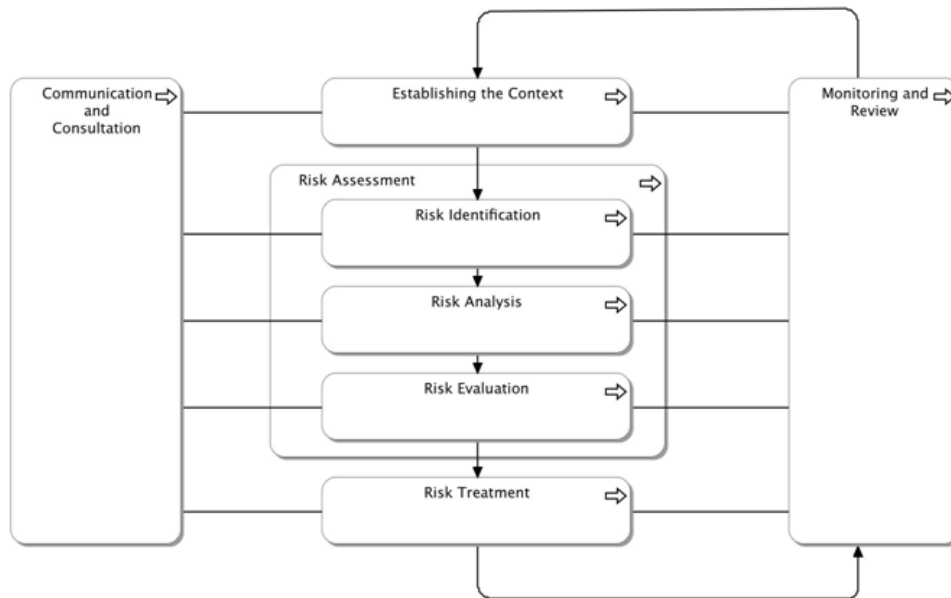 Communication
and
Consultation
Establishing the Context
Monitoring and
Review
Risk Assessment
Risk Identification
Risk Analysis
Risk Evaluation
Risk Treatment